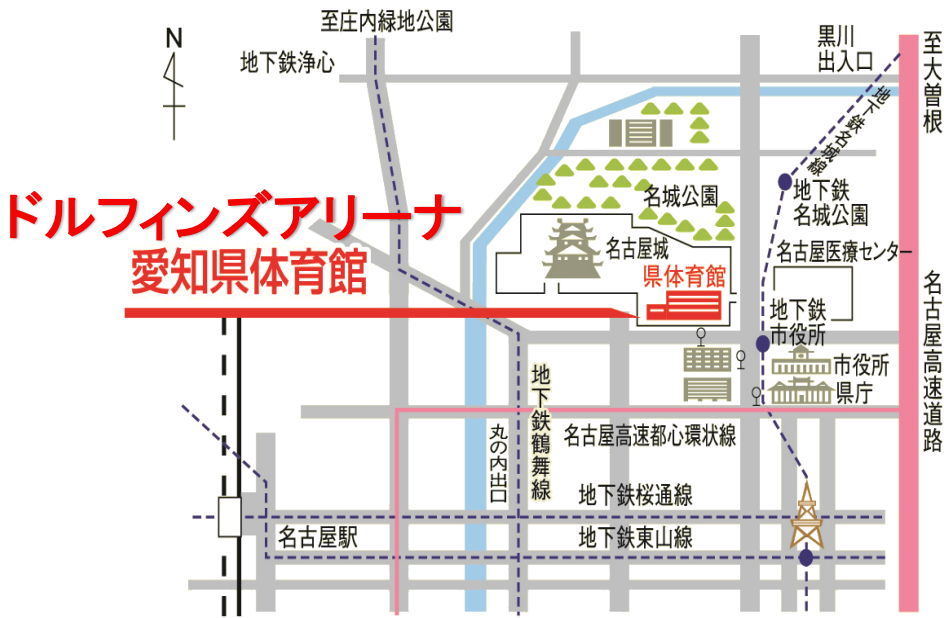 至庄内緑地公園
N
地下鉄浄心
黒川
出入口
至大曽根
地下鉄名城線
地下鉄
名城公園
名城公園
ドルフィンズアリーナ
愛知県体育館
名古屋城
県体育館
名古屋医療センター
地下鉄
市役所
名古屋高速道路
市役所
県庁
地下鉄鶴舞線
丸の内出口
名古屋高速都心環状線
地下鉄桜通線
名古屋駅
地下鉄東山線